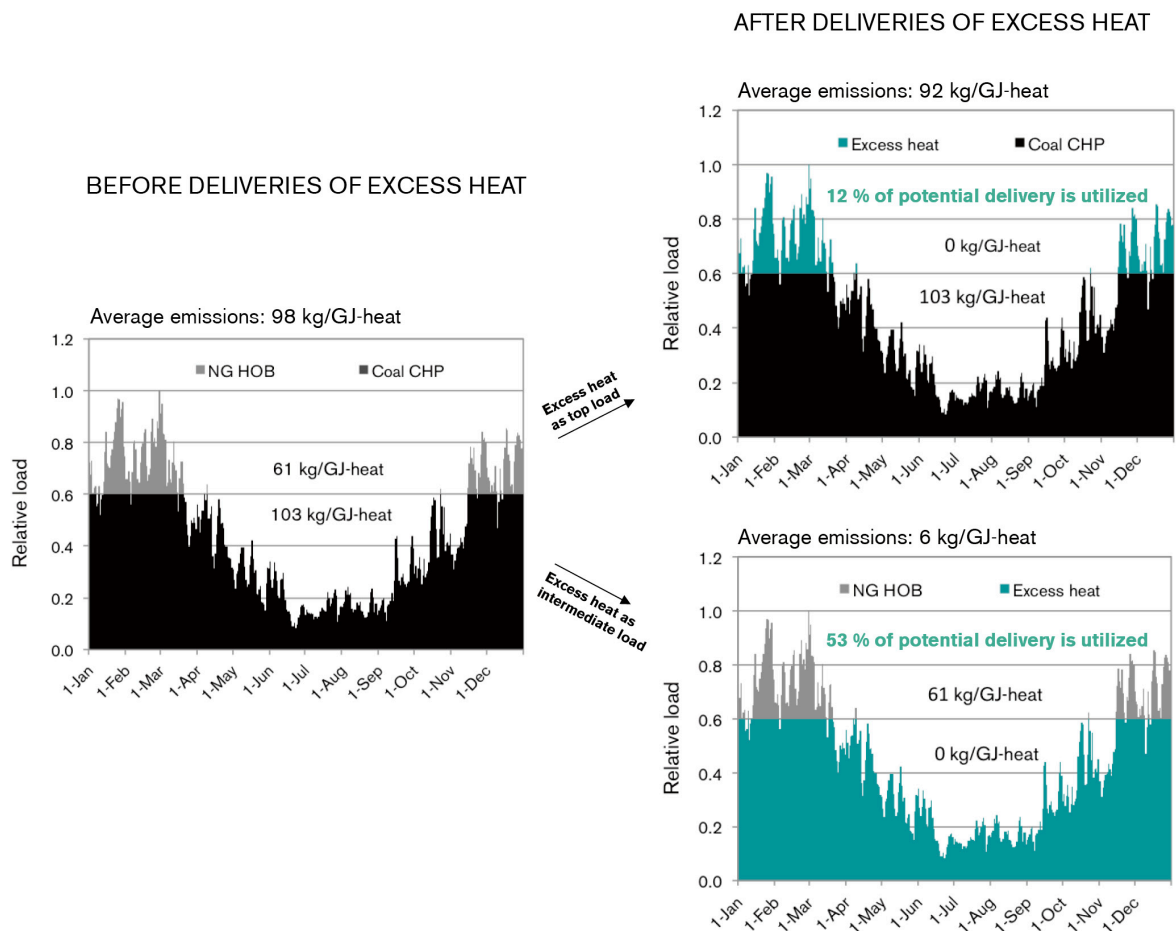 BEFORE DELIVERIES OF EXCESS HEAT
Average emissions: 98 kg/GJ-heat
1.2
NG HOB
Coal CHP
1.0
0.8
61 kg/GJ-heat
0.6
103 kg/GJ-heat
0.4
0.2
0.0
Relative load
1-Jan
1-Feb
1-Mar
1-Apr
1-May
1-Jun
1-Jul
1-Aug
1-Sep
1-Oct
1-Nov
1-Dec
Excess heat
as top load
Excess heat as
intermediate load
AFTER DELIVERIES OF EXCESS HEAT
Average emissions: 92 kg/GJ-heat
1.2
Excess heat
Coal CHP
1.0
12 % of potential delivery is utilized
0.8
0 kg/GJ-heat
0.6
103 kg/GJ-heat
0.4
0.2
0.0
Relative load
1-Jan
1-Feb
1-Mar
1-Apr
1-May
1-Jun
1-Jul
1-Aug
1-Sep
1-Oct
1-Nov
1-Dec
Average emissions: 6 kg/GJ-heat
1.2
NG HOB
Excess heat
1.0
53 % of potential delivery is utilized
0.8
61 kg/GJ-heat
0.6
0 kg/GJ-heat
0.4
0.2
0.0
Relative load
1-Jan
1-Feb
1-Mar
1-Apr
1-May
1-Jun
1-Jul
1-Aug
1-Sep
1-Oct
1-Nov
1-Dec